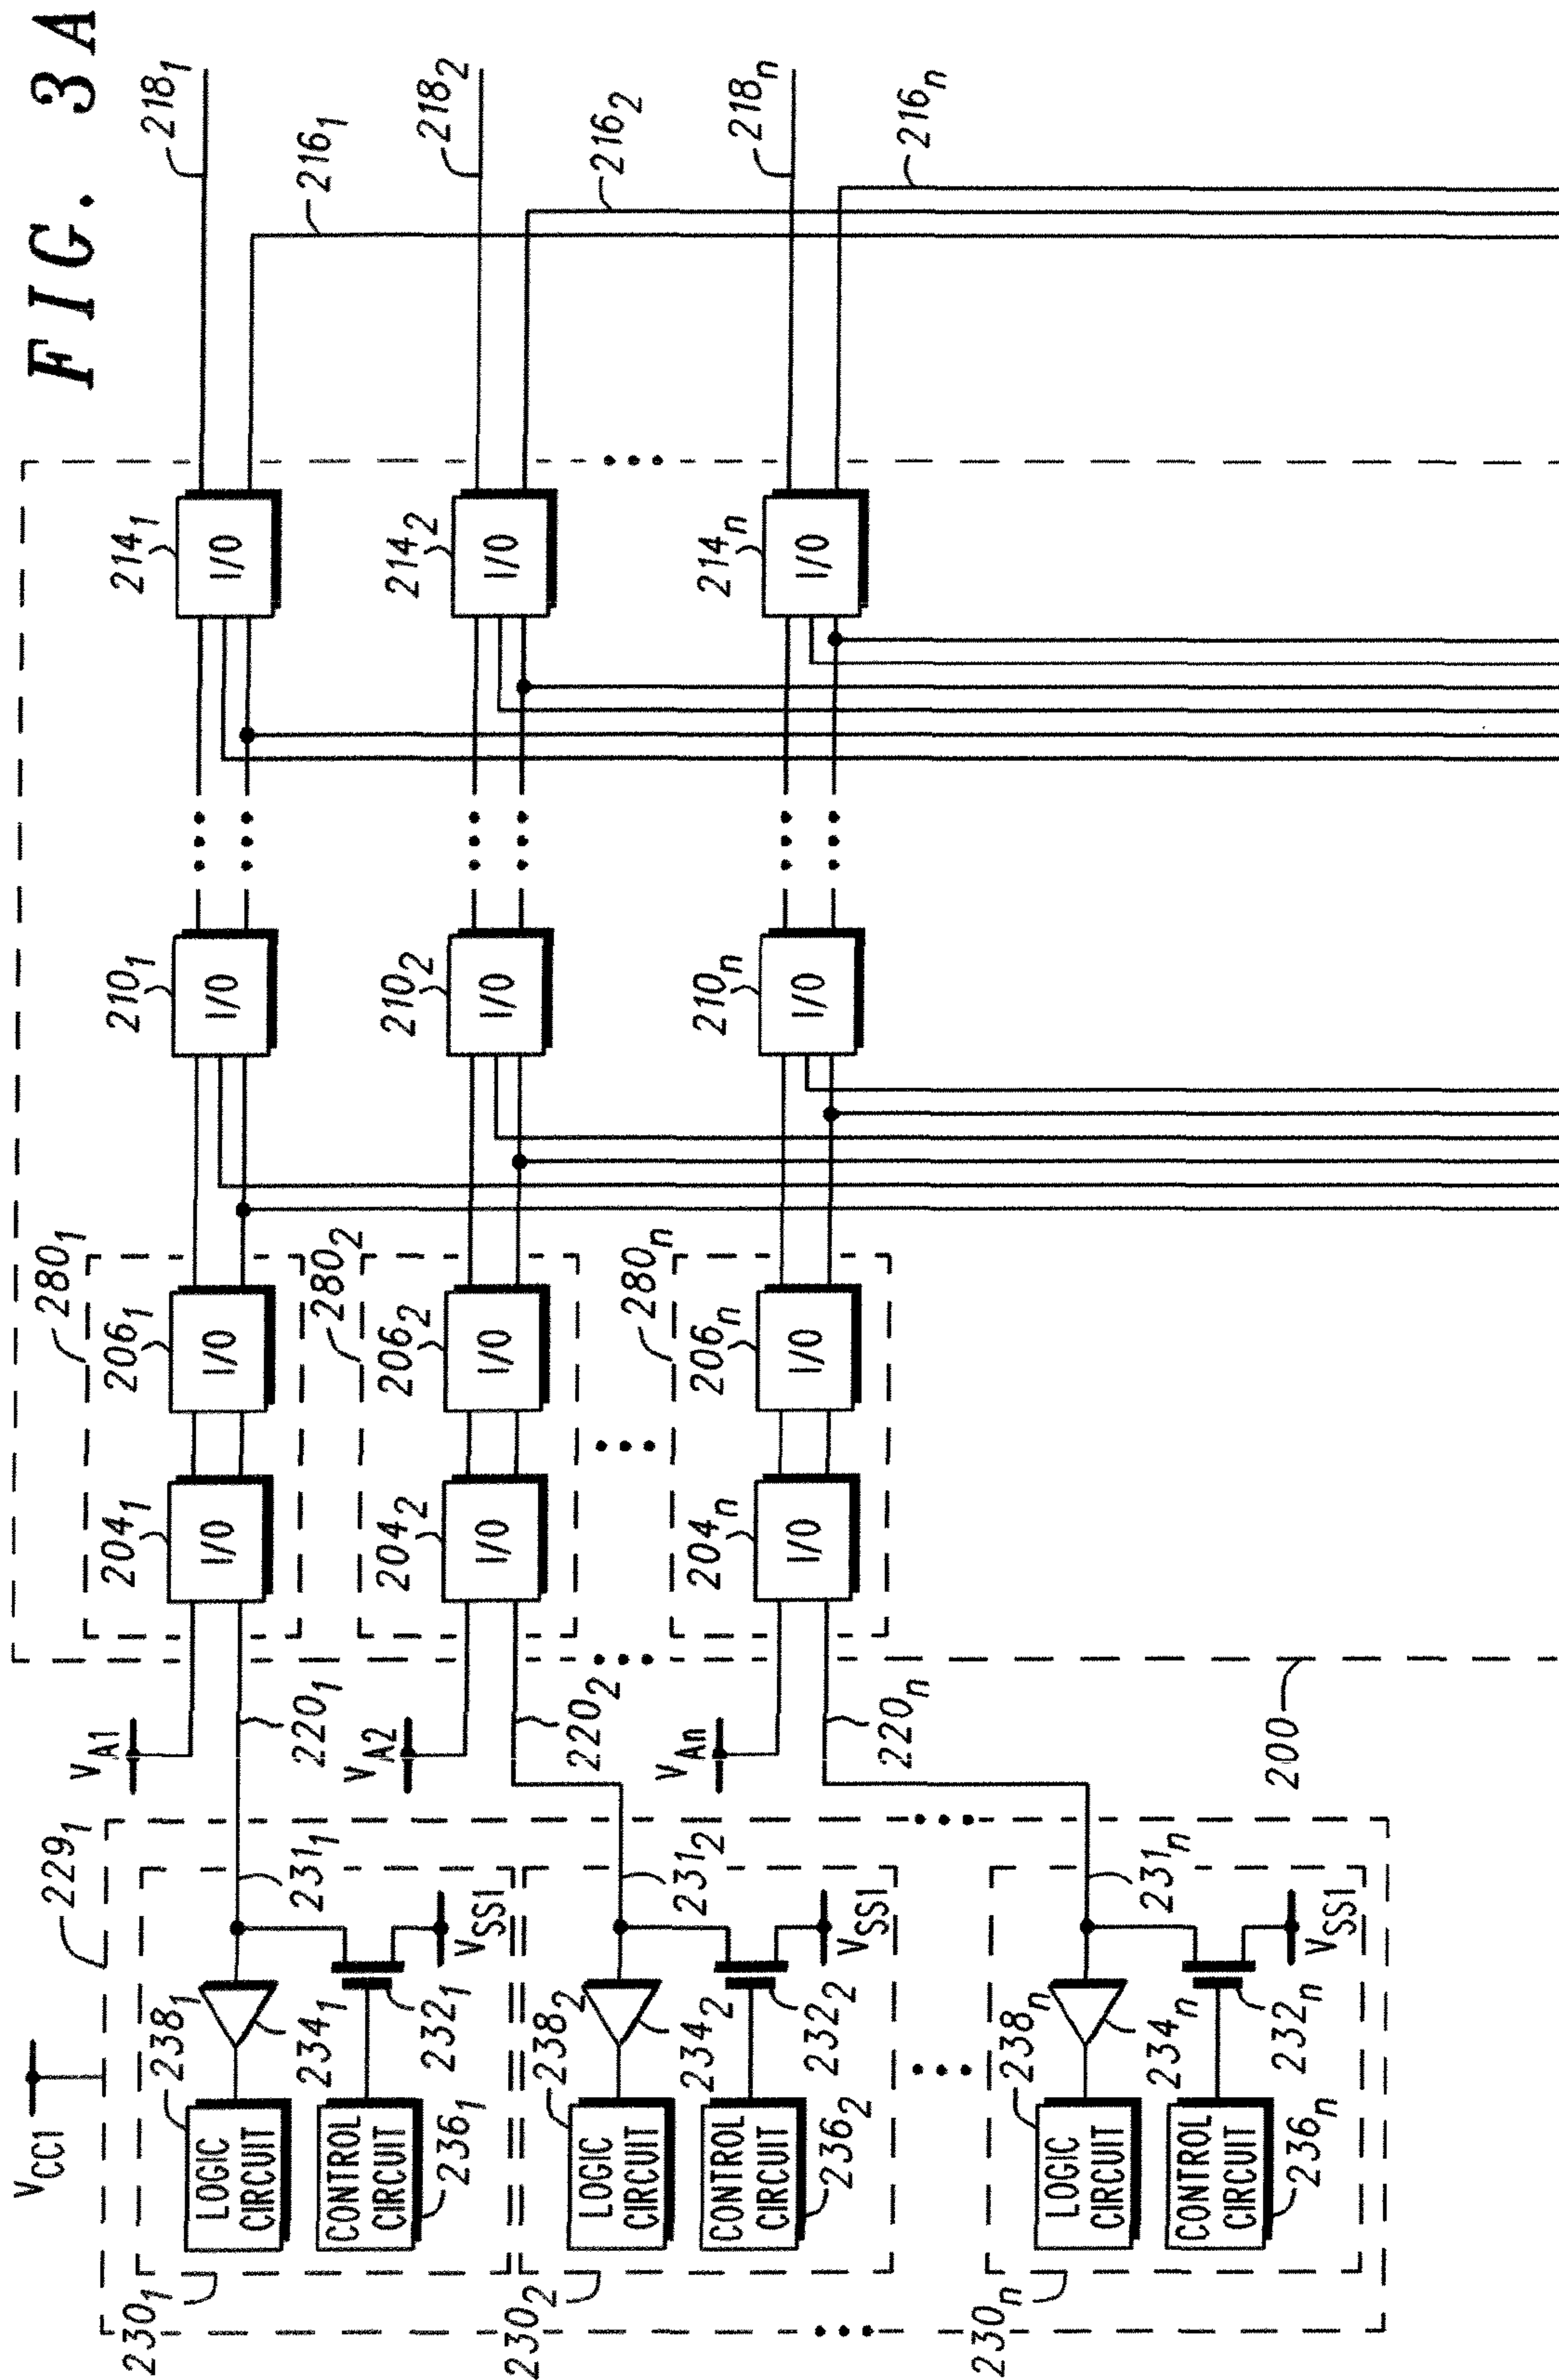 FIG. 3A
218₁
216₁
218₂
216₂
218ₙ
216ₙ
214₁
I/O
214₂
I/O
214ₙ
I/O
210₁
I/O
210₂
I/O
210ₙ
I/O
280₁
206₁
I/O
280₂
206₂
I/O
280ₙ
206ₙ
I/O
204₁
I/O
204₂
I/O
204ₙ
I/O
V_A1
220₁
V_A2
220₂
V_An
220ₙ
200
229₁
231₁
V_SS1
231₂
V_SS1
231ₙ
V_SS1
V_CC1
238₁
234₁
232₁
238₂
234₂
232₂
238ₙ
234ₙ
232ₙ
LOGIC
CIRCUIT
CONTROL
CIRCUIT
236₁
LOGIC
CIRCUIT
CONTROL
CIRCUIT
236₂
LOGIC
CIRCUIT
CONTROL
CIRCUIT
236ₙ
230₁
230₂
230ₙ